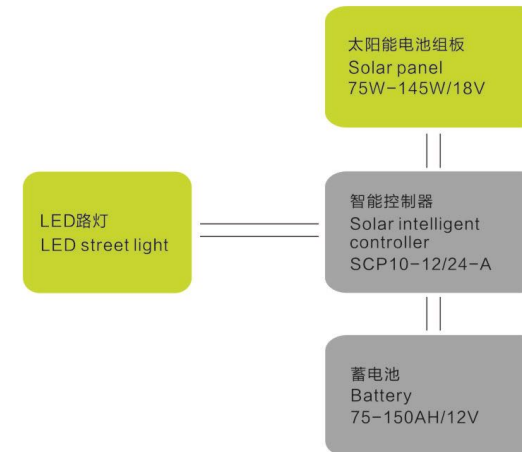 太阳能电池组板
Solar panel
75W-145W/18V
LED路灯
LED street light
智能控制器
Solar intelligent
controller
SCP10-12/24-A
蓄电池
Battery
75-150AH/12V